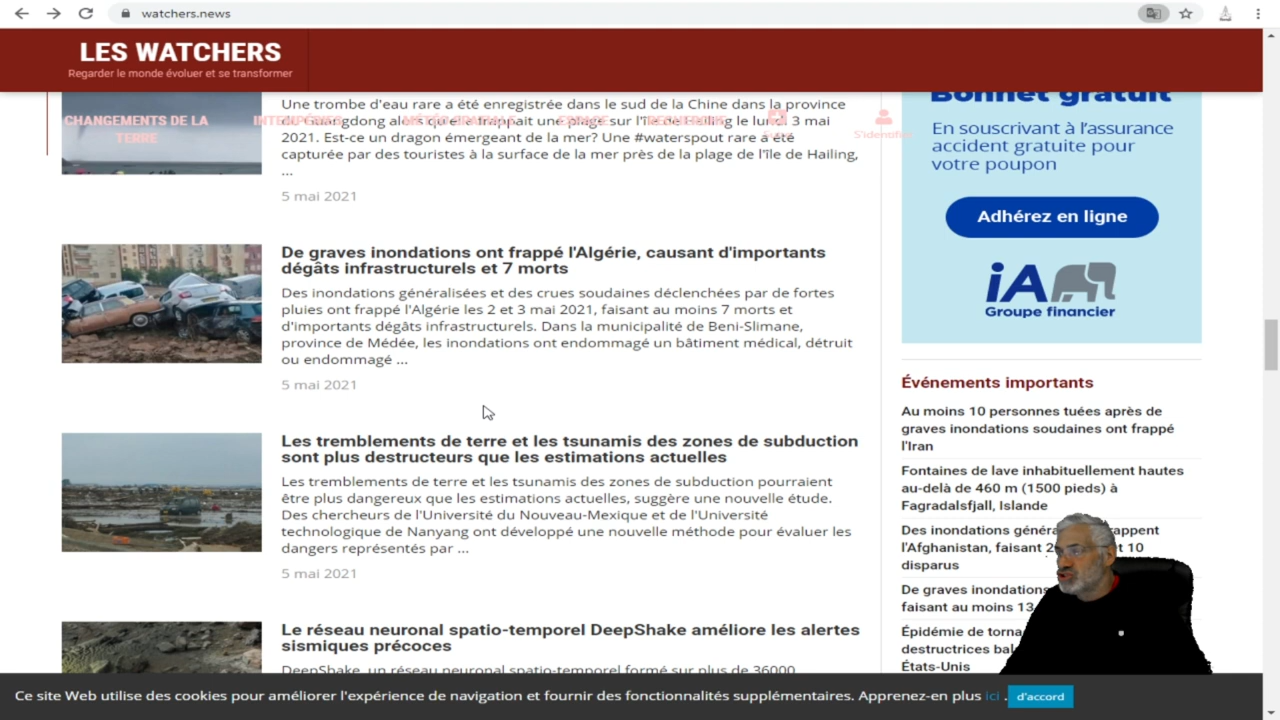 watchers.news
LES WATCHERS
Regarder le monde évoluer et se transformer
CHANGEMENTS DE LA
TERRE
S'identifier
Une trombe d'eau rare a été enregistrée dans le sud de la Chine dans la province
de Guangdong alors qu'elle frappait une plage sur l'île de Hailing le lundi 3 mai
2021. Est-ce un dragon émergeant de la mer? Une #waterspout rare a été
capturée par des touristes à la surface de la mer près de la plage de l'île de Hailing,
...
5 mai 2021
De graves inondations ont frappé l'Algérie, causant d'importants
dégâts infrastructurels et 7 morts
Des inondations généralisées et des crues soudaines déclenchées par de fortes
pluies ont frappé l'Algérie les 2 et 3 mai 2021, faisant au moins 7 morts et
d'importants dégâts infrastructurels. Dans la municipalité de Beni-Slimane,
province de Médée, les inondations ont endommagé un bâtiment médical, détruit
ou endommagé ...
5 mai 2021
Les tremblements de terre et les tsunamis des zones de subduction
sont plus destructeurs que les estimations actuelles
Les tremblements de terre et les tsunamis des zones de subduction pourraient
être plus dangereux que les estimations actuelles, suggère une nouvelle étude.
Des chercheurs de l'Université du Nouveau-Mexique et de l'Université
technologique de Nanyang ont développé une nouvelle méthode pour évaluer les
dangers représentés par ...
5 mai 2021
Le réseau neuronal spatio-temporel DeepShake améliore les alertes
sismiques précoces
DeepShake, un réseau neuronal spatio-temporel formé sur plus de 36000
Bonnet gratuit
En souscrivant à l'assurance
accident gratuite pour
votre poupon
Adhérez en ligne
iA
Groupe financier
Événements importants
Au moins 10 personnes tuées après de
graves inondations soudaines ont frappé
l'Iran
Fontaines de lave inhabituellement hautes
au-delà de 460 m (1500 pieds) à
Fagradalsfjall, Islande
Des inondations frappent
l'Afghanistan, faisant 10
disparus
De graves inondations
faisant au moins 13
Épidémie de
destructrices
États-Unis
Ce site Web utilise des cookies pour améliorer l'expérience de navigation et fournir des fonctionnalités supplémentaires. Apprenez-en plus ici . d'accord